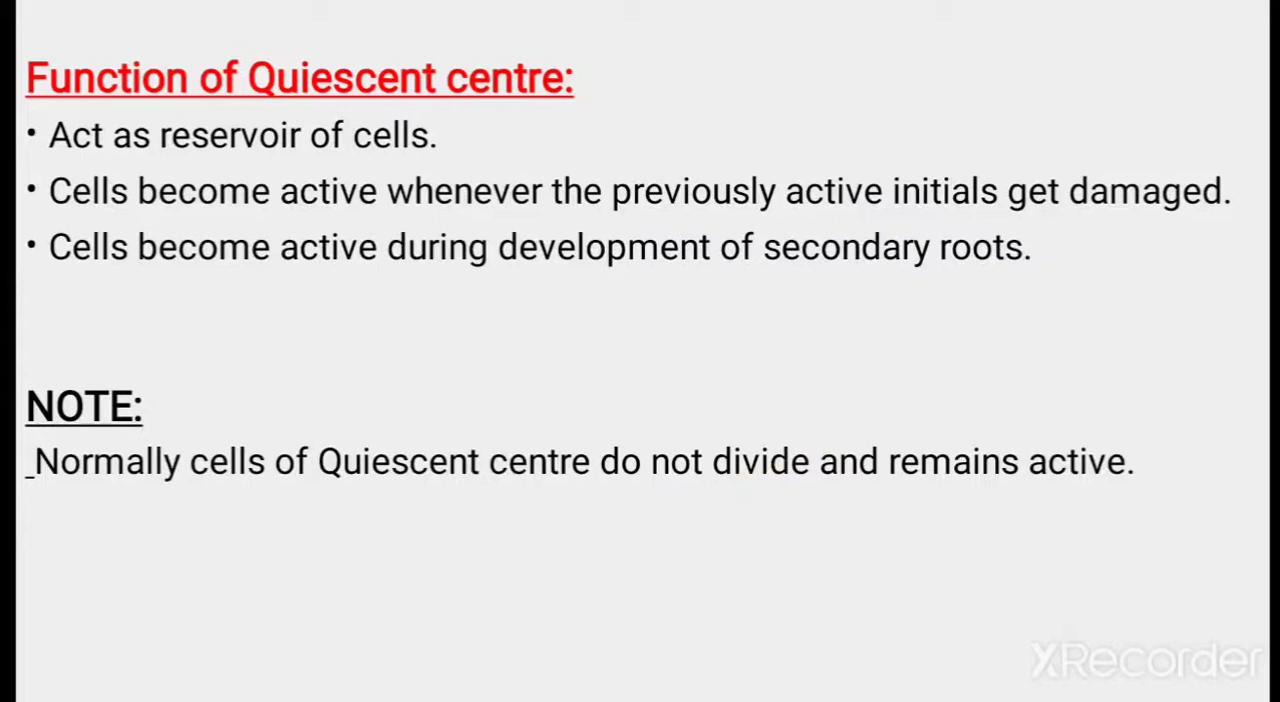 Function of Quiescent centre:
• Act as reservoir of cells.
• Cells become active whenever the previously active initials get damaged.
• Cells become active during development of secondary roots.
NOTE:
Normally cells of Quiescent centre do not divide and remains active.
XRecorder